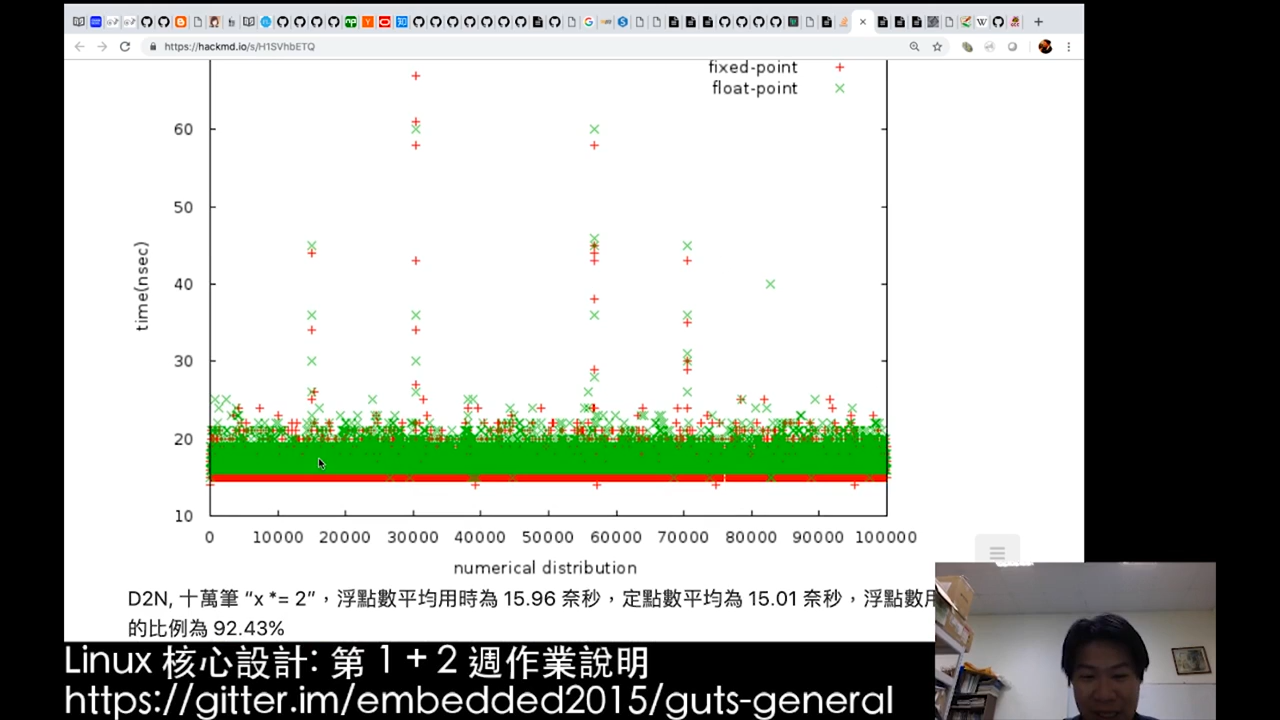 https://hackmd.io/s/H1SVhbETQ
fixed-point
float-point
60
50
40
30
20
10
time(nsec)
0 10000 20000 30000 40000 50000 60000 70000 80000 90000 100000
numerical distribution
D2N, 十萬筆 “x *= 2”，浮點數平均用時為 15.96 奈秒，定點數平均為 15.01 奈秒，浮點數用
的比例為 92.43%
Linux 核心設計: 第 1 + 2 週作業說明
https://gitter.im/embedded2015/guts-general